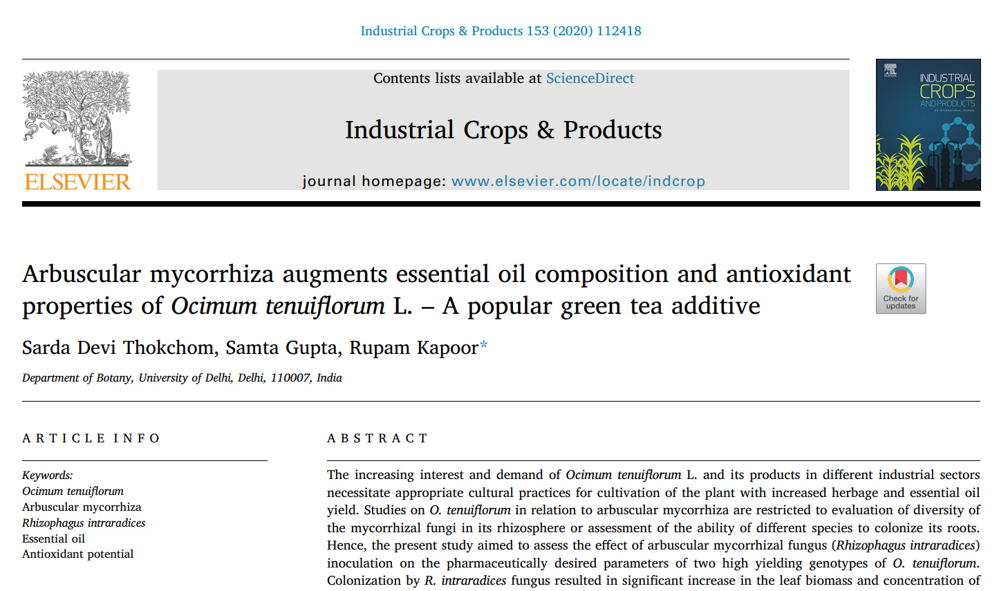 Industrial Crops & Products 153 (2020) 112418
NON SOLUS
ELSEVIER
Contents lists available at ScienceDirect
Industrial Crops & Products
journal homepage: www.elsevier.com/locate/indcrop
ELSEVIER
INDUSTRIAL
CROPS
AND PRODUCTS
AN INTERNATIONAL JOURNAL
Arbuscular mycorrhiza augments essential oil composition and antioxidant
properties of Ocimum tenuiflorum L. – A popular green tea additive
Check for
updates
Sarda Devi Thokchom, Samta Gupta, Rupam Kapoor*
Department of Botany, University of Delhi, Delhi, 110007, India
ARTICLE INFO
Keywords:
Ocimum tenuiflorum
Arbuscular mycorrhiza
Rhizophagus intraradices
Essential oil
Antioxidant potential
ABSTRACT
The increasing interest and demand of Ocimum tenuiflorum L. and its products in different industrial sectors
necessitate appropriate cultural practices for cultivation of the plant with increased herbage and essential oil
yield. Studies on O. tenuiflorum in relation to arbuscular mycorrhiza are restricted to evaluation of diversity of
the mycorrhizal fungi in its rhizosphere or assessment of the ability of different species to colonize its roots.
Hence, the present study aimed to assess the effect of arbuscular mycorrhizal fungus (Rhizophagus intraradices)
inoculation on the pharmaceutically desired parameters of two high yielding genotypes of O. tenuiflorum.
Colonization by R. intraradices fungus resulted in significant increase in the leaf biomass and concentration of